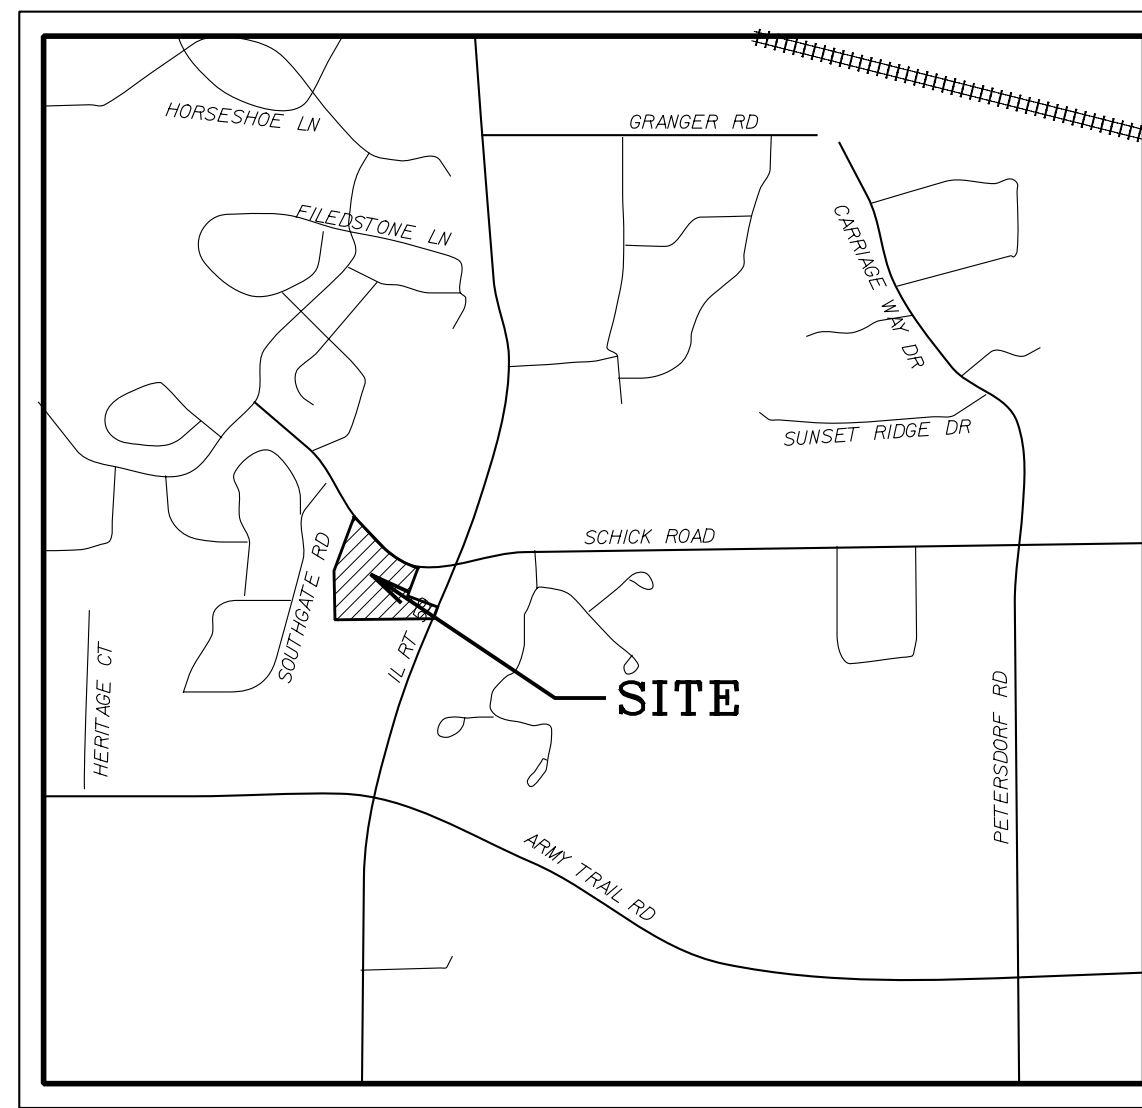 HORSESHOE LN
GRANGER RD
FILEDSTONE LN
CARRIAGE WAY DR
SUNSET RIDGE DR
SCHICK ROAD
SOUTHGATE RD
IL RT
HERITAGE CT
SITE
PETERSDORF RD
ARMY TRAIL RD